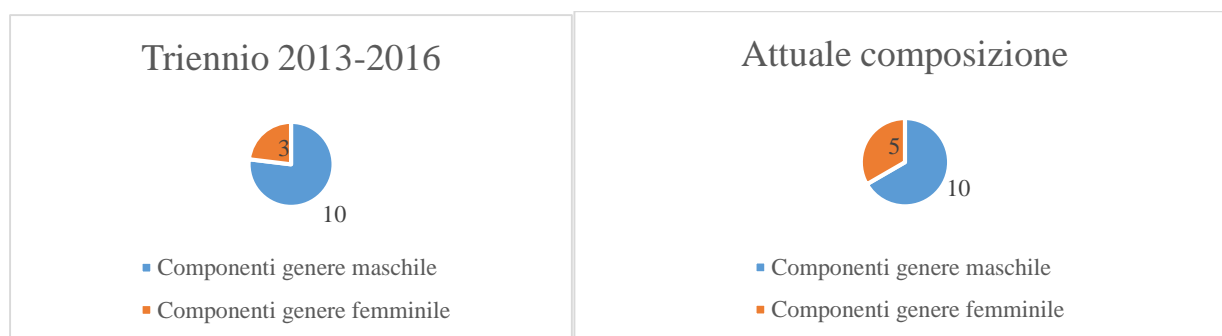 Triennio 2013-2016
3
10
Componenti genere maschile
Componenti genere femminile
Attuale composizione
5
10
Componenti genere maschile
Componenti genere femminile